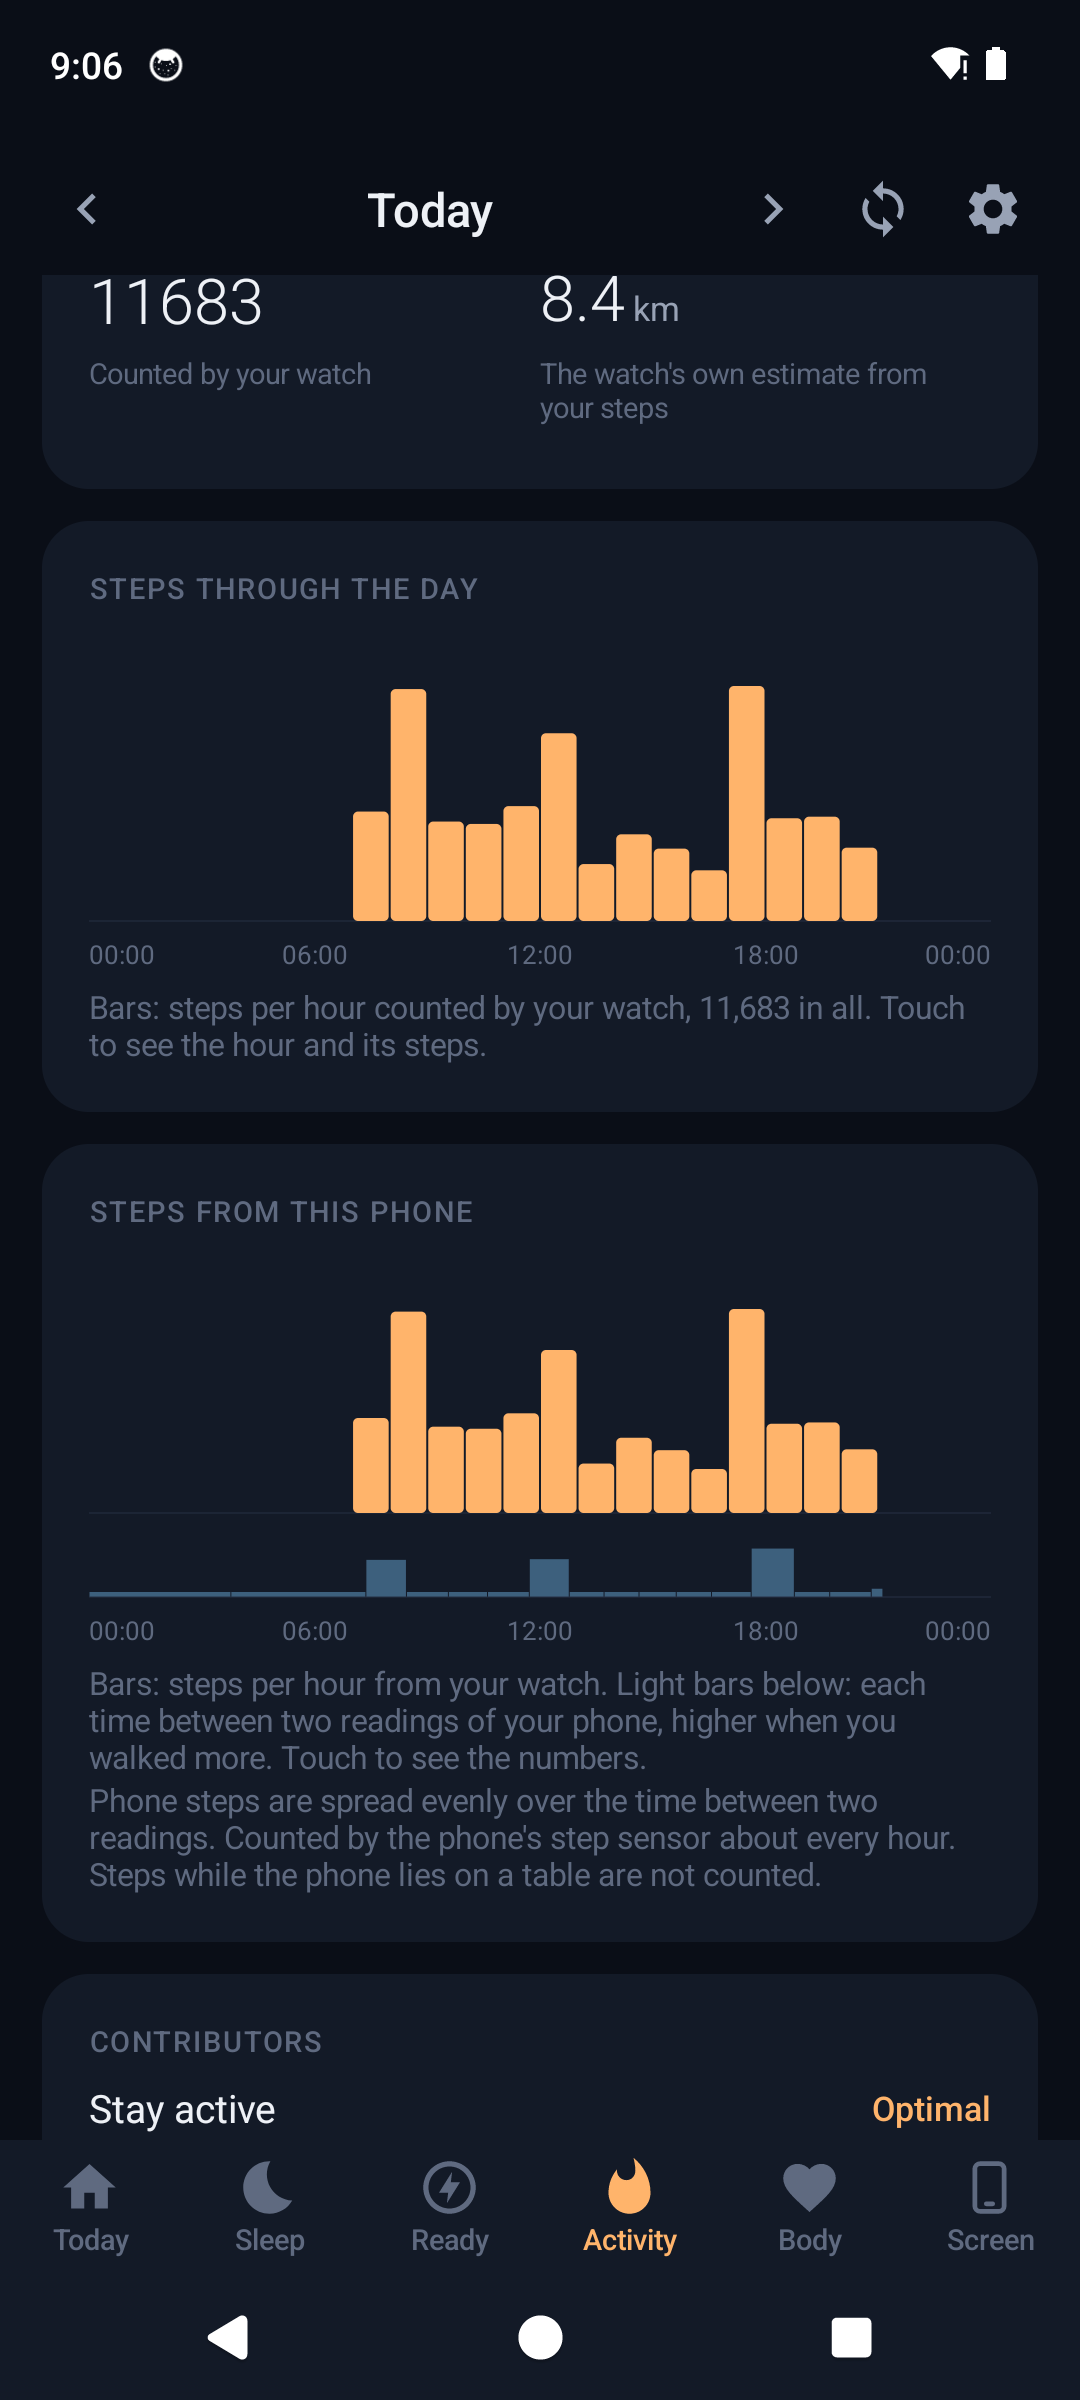 9:06
Today
11683
8.4 km
Counted by your watch
The watch's own estimate from
your steps
STEPS THROUGH THE DAY
00:00 06:00 12:00 18:00 00:00
Bars: steps per hour counted by your watch, 11,683 in all. Touch
to see the hour and its steps.
STEPS FROM THIS PHONE
00:00 06:00 12:00 18:00 00:00
Bars: steps per hour from your watch. Light bars below: each
time between two readings of your phone, higher when you
walked more. Touch to see the numbers.
Phone steps are spread evenly over the time between two
readings. Counted by the phone's step sensor about every hour.
Steps while the phone lies on a table are not counted.
CONTRIBUTORS
Stay active Optimal
Today Sleep Ready Activity Body Screen